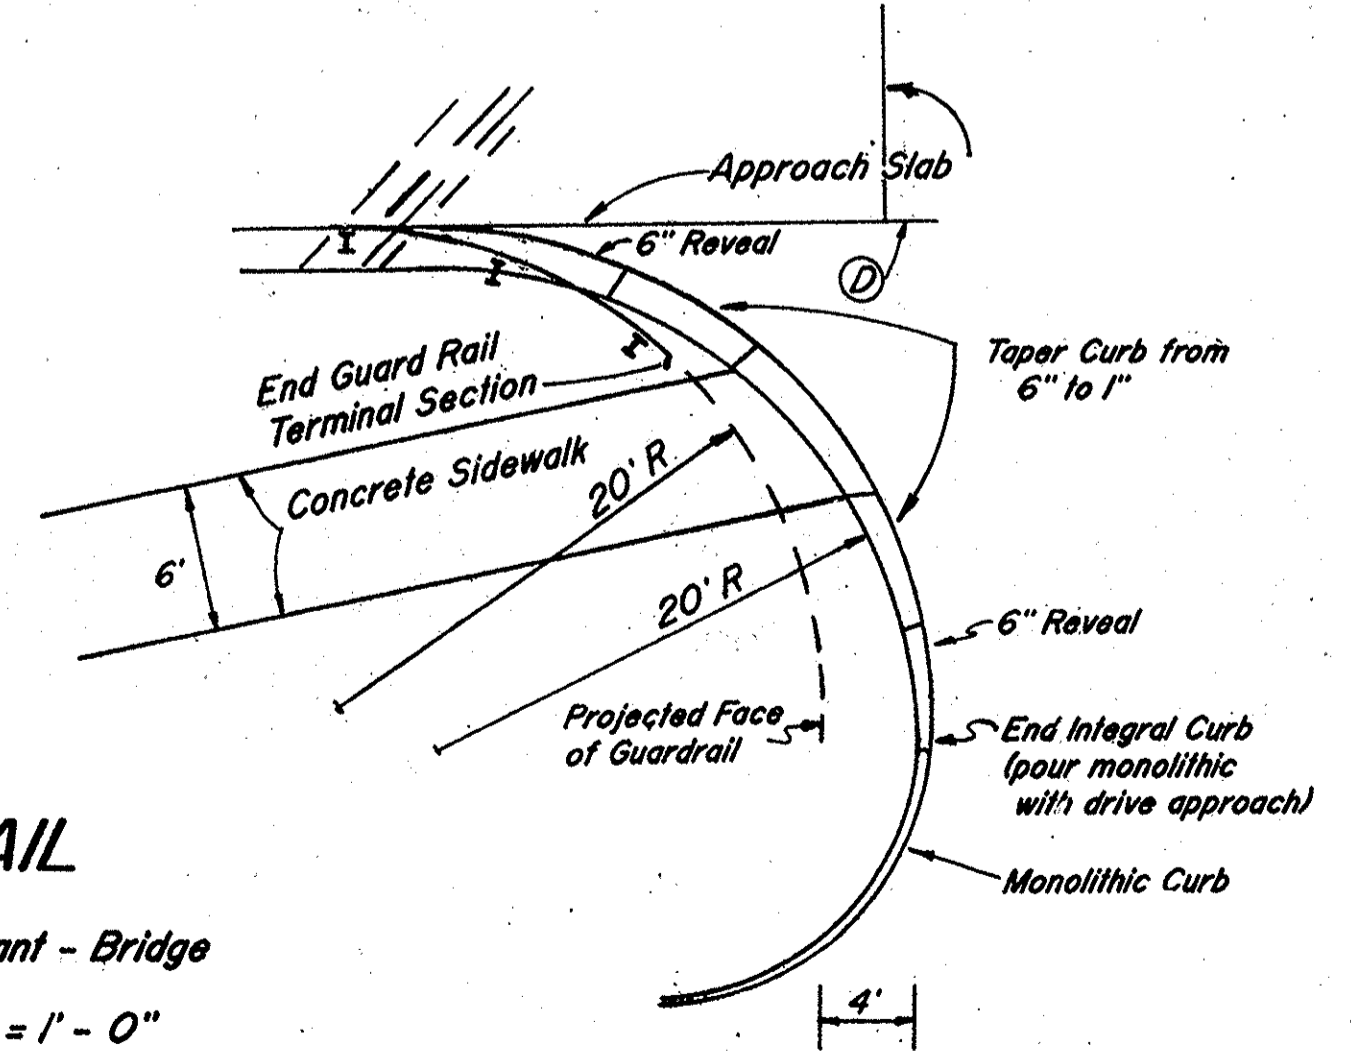 Approach Slab
6" Reveal
D
Taper Curb from
6" to 1"
End Guard Rail
Terminal Section
Concrete Sidewalk
20' R
6'
20' R
6" Reveal
Projected Face
of Guardrail
End Integral Curb
(pour monolithic
with drive approach)
Monolithic Curb
AIL
ant - Bridge
= 1' - 0"
4'